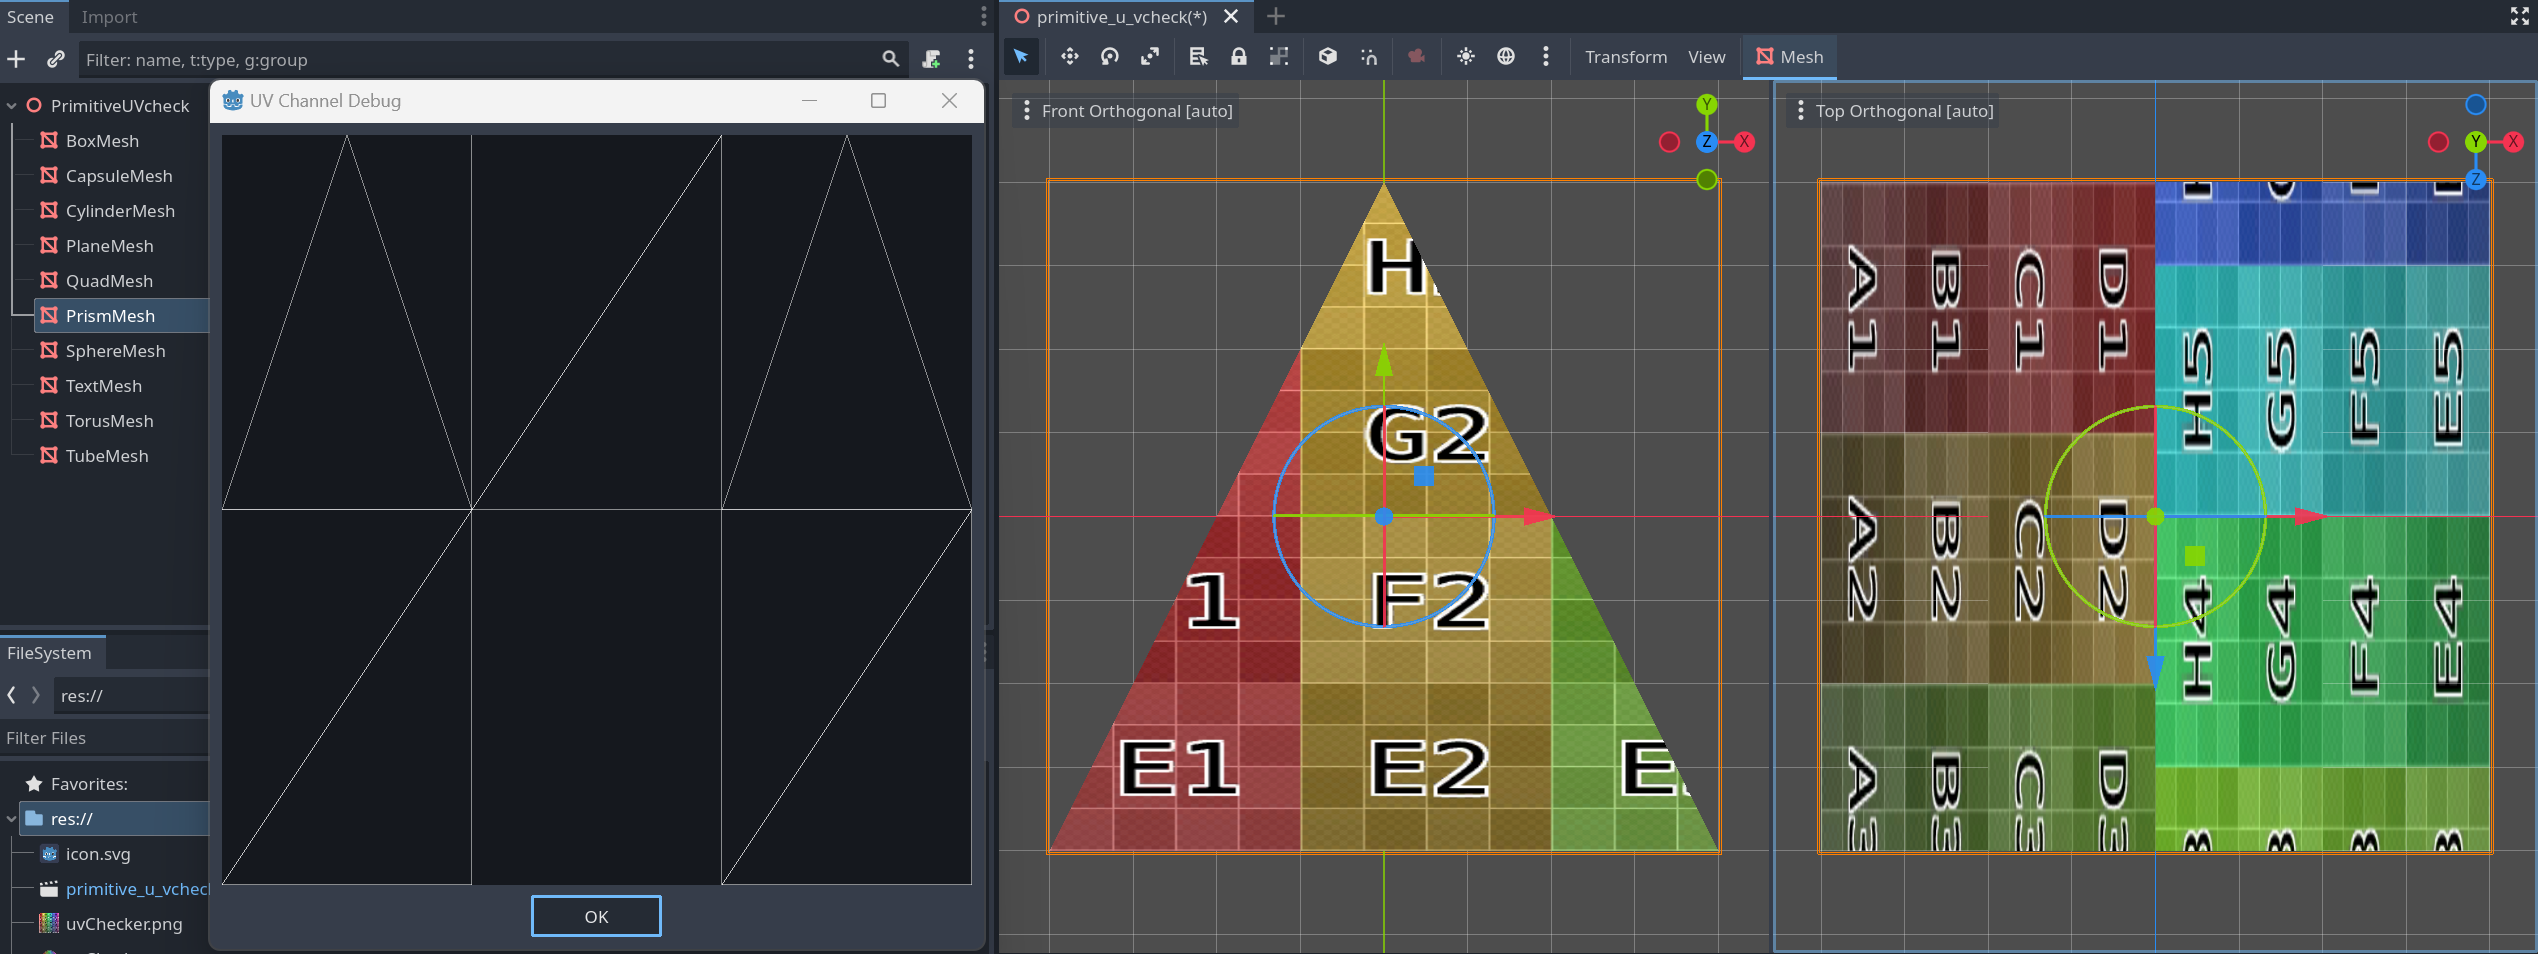 Scene Import
Filter: name, t:type, g:group
PrimitiveUVcheck
BoxMesh
CapsuleMesh
CylinderMesh
PlaneMesh
QuadMesh
PrismMesh
SphereMesh
TextMesh
TorusMesh
TubeMesh
FileSystem
res://
Filter Files
Favorites:
res://
icon.svg
primitive_u_vchec
uvChecker.png
UV Channel Debug
OK
primitive_u_vcheck(*)
Transform View Mesh
Front Orthogonal [auto]
Y
Z X
H
G2
1 F2
E1 E2 E
Top Orthogonal [auto]
Y X
Z
A1 B1 C1 D1 H5 G5 F5 E5
A2 B2 C2 D2 H4 G4 F4 E4
A3 B3 C3 D3